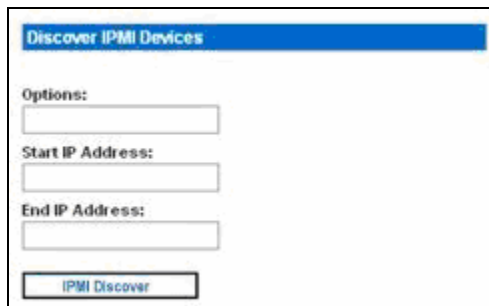 Discover IPMI Devices
Options:
Start IP Address:
End IP Address:
IPMI Discover